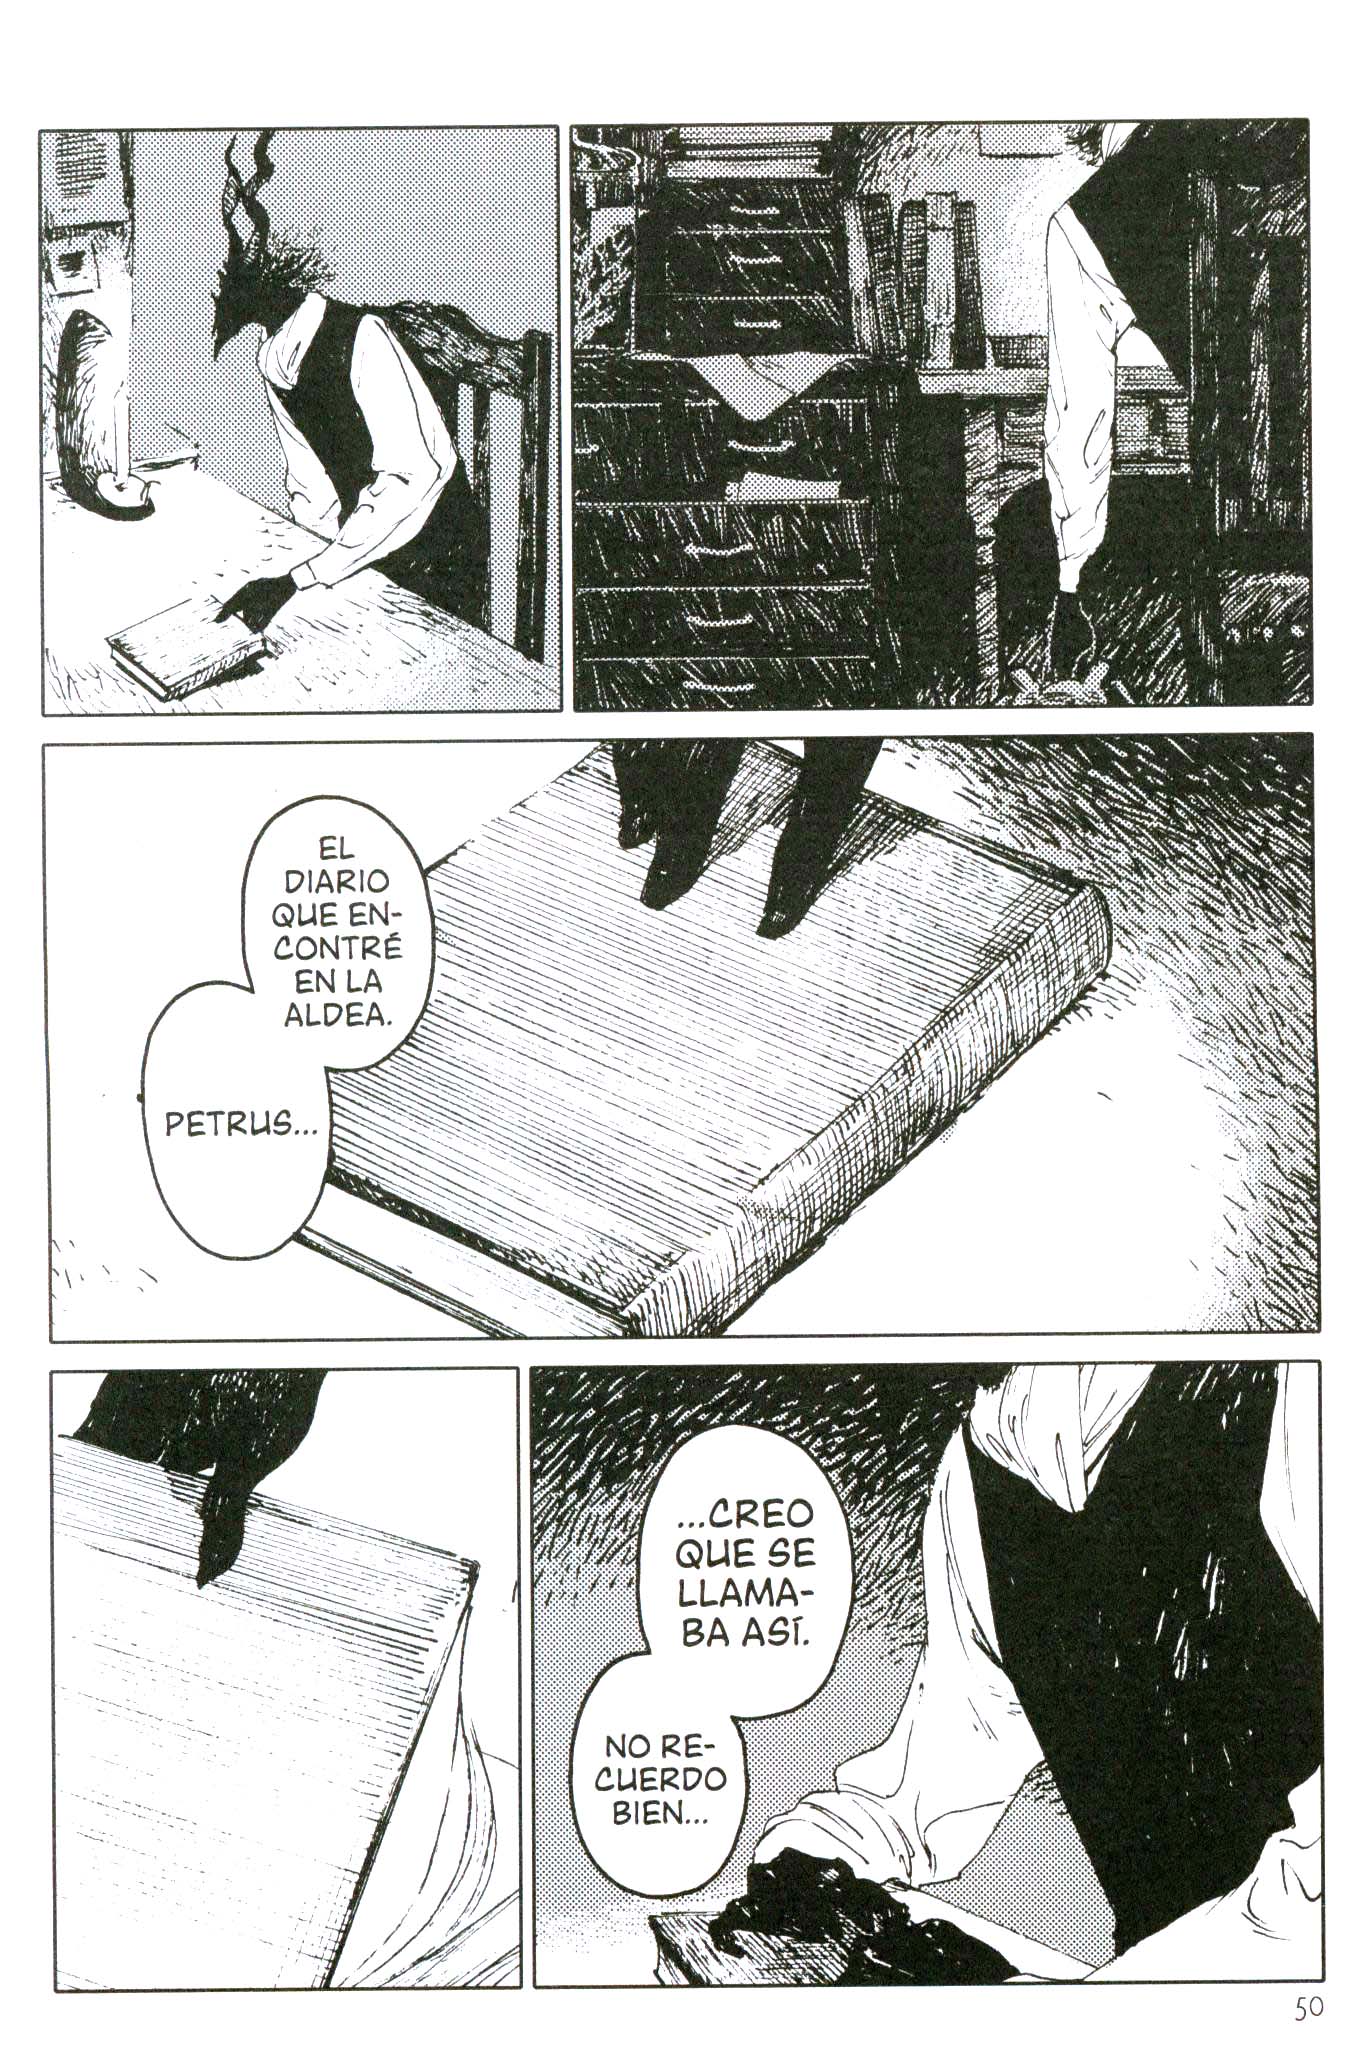 EL
DIARIO
QUE EN-
CONTRÉ
EN LA
ALDEA.
PETRUS...
...CREO
QUE SE
LLAMA-
BA ASÍ.
NO RE-
CUERDO
BIEN...
50